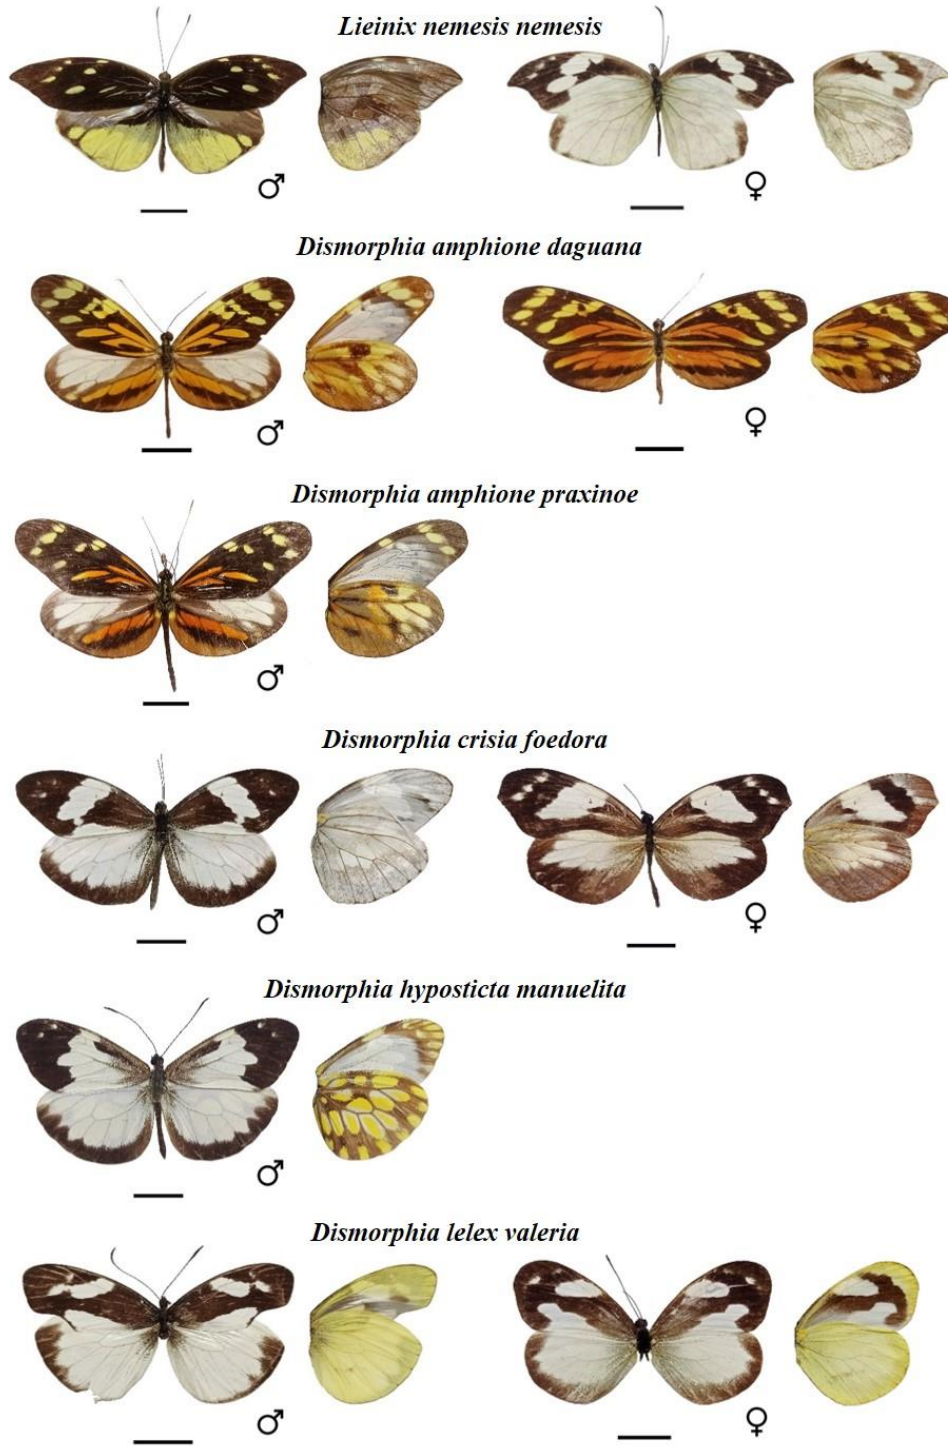 Lieinix nemesis nemesis
♂ ♀
Dismorphia amphione daguana
♂ ♀
Dismorphia amphione praxinoe
♂
Dismorphia crisia foedora
♂ ♀
Dismorphia hyposticta manuelita
♂
Dismorphia lelex valeria
♂ ♀